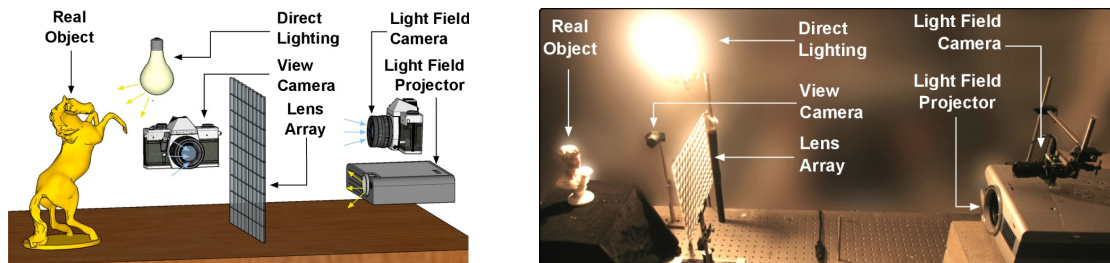 Real
Object
Direct
Lighting
View
Camera
Lens
Array
Light Field
Camera
Light Field
Projector
Real
Object
Direct
Lighting
View
Camera
Lens
Array
Light Field
Camera
Light Field
Projector